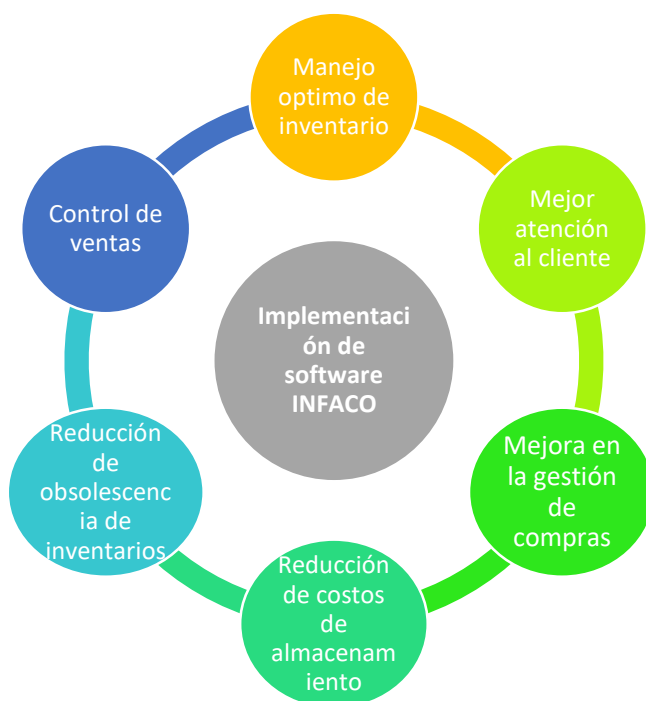 Manejo
optimo de
inventario
Mejor
atención
al cliente
Mejora en
la gestión
de
compras
Reducción
de costos
de
almacenam
iento
Reducción
de
obsolescenc
ia de
inventarios
Control de
ventas
Implementaci
ón de
software
INFACO